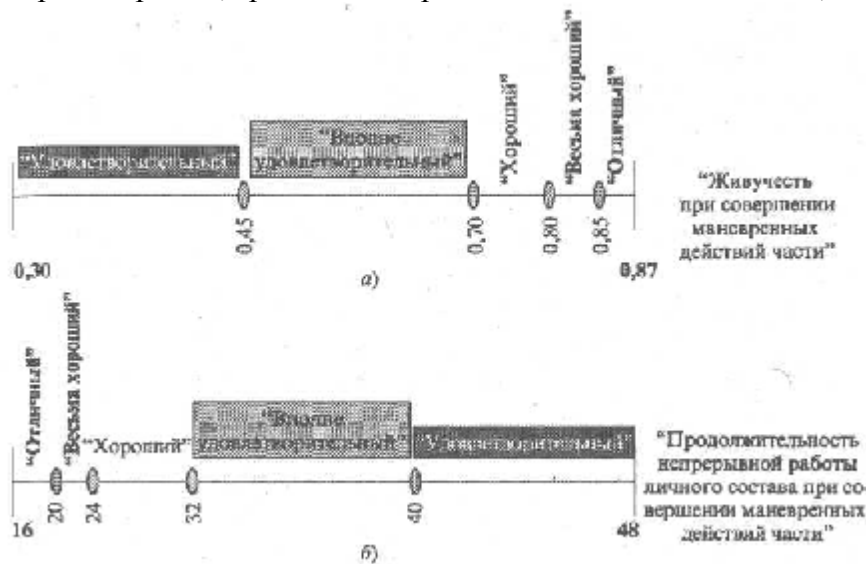 “Удовлетворительный”
“Вполне
удовлетворительный”
“Хороший”
“Весьма хороший”
“Отличный”
“Живучесть
при совершении
маневренных
действий части”
0,30
0,45
0,70
0,80
0,85
0,87
а)
“Отличный”
“Весьма хороший”
“Хороший”
“Вполне
удовлетворительный”
“Удовлетворительный”
“Продолжительность
непрерывной работы
личного состава при со-
вершении маневренных
действий части”
16
20
24
32
40
48
б)